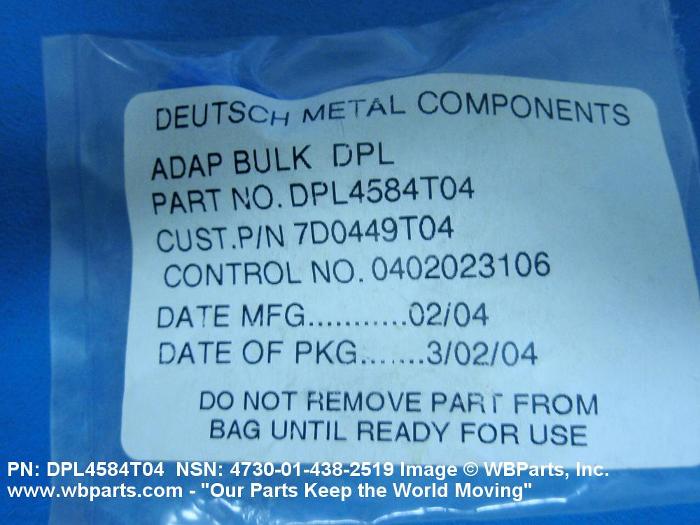 DEUTSCH METAL COMPONENTS
ADAP BULK DPL
PART NO. DPL4584T04
CUST.P/N 7D0449T04
CONTROL NO. 0402023106
DATE MFG...........02/04
DATE OF PKG.......3/02/04
DO NOT REMOVE PART FROM
BAG UNTIL READY FOR USE
PN: DPL4584T04 NSN: 4730-01-438-2519 Image © WBParts, Inc.
www.wbparts.com - "Our Parts Keep the World Moving"